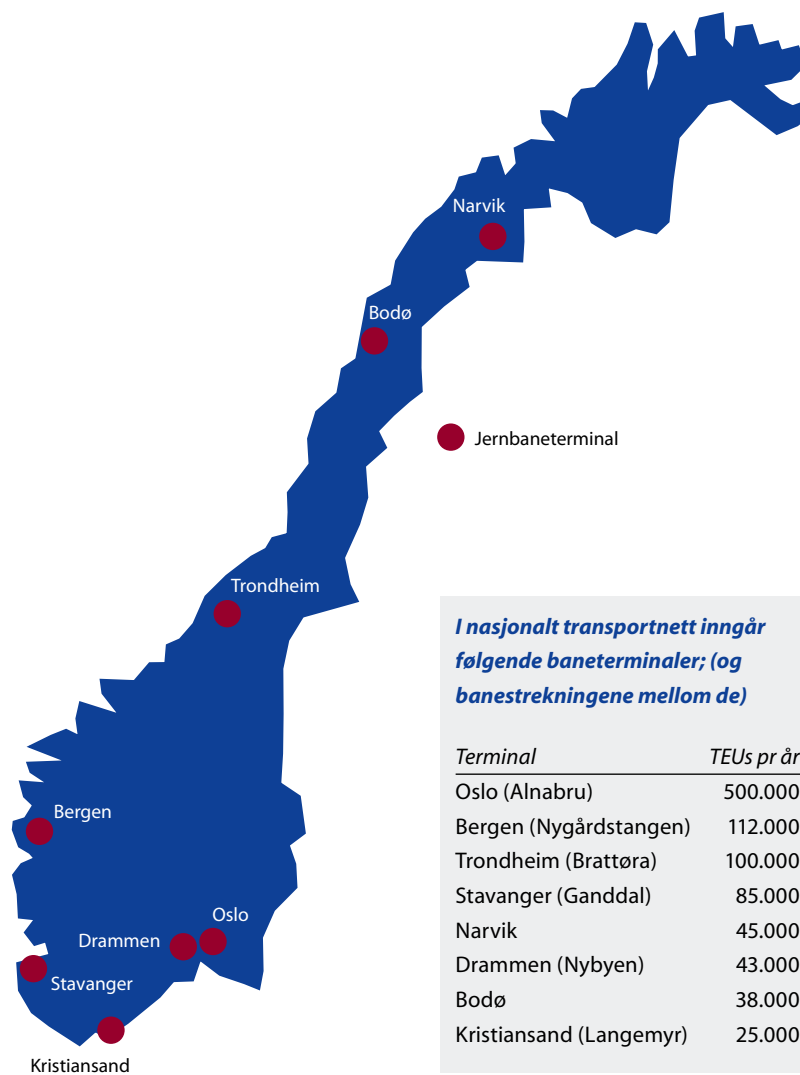 Narvik
Bodø
Jernbaneterminal
Trondheim
I nasjonalt transportnett inngår
følgende baneterminaler; (og
banestrekningene mellom de)
Terminal TEUs pr år
Oslo (Alnabru) 500.000
Bergen (Nygårdstangen) 112.000
Trondheim (Brattøra) 100.000
Stavanger (Ganddal) 85.000
Narvik 45.000
Drammen (Nybyen) 43.000
Bodø 38.000
Kristiansand (Langemyr) 25.000
Bergen
Oslo
Drammen
Stavanger
Kristiansand